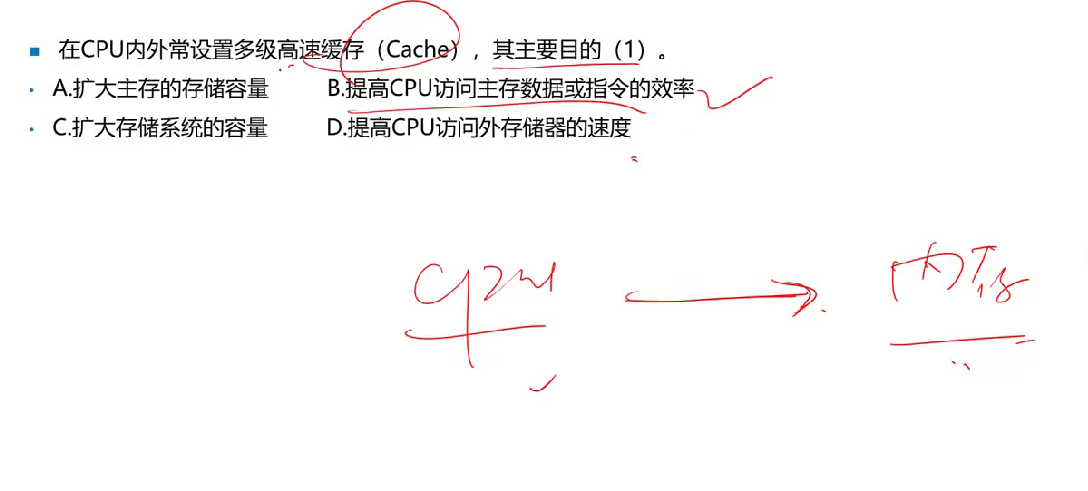 ■ 在CPU内外常设置多级高速缓存（Cache），其主要目的（1）。
· A.扩大主存的存储容量 B.提高CPU访问主存数据或指令的效率
· C.扩大存储系统的容量 D.提高CPU访问外存储器的速度
cpu 内存